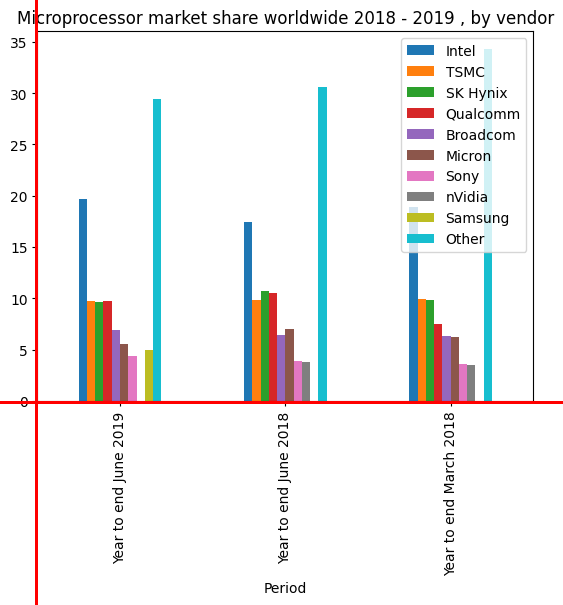 Microprocessor market share worldwide 2018 - 2019 , by vendor
35
30
25
20
15
10
5
0
Intel
TSMC
SK Hynix
Qualcomm
Broadcom
Micron
Sony
nVidia
Samsung
Other
Year to end June 2019
Year to end June 2018
Year to end March 2018
Period